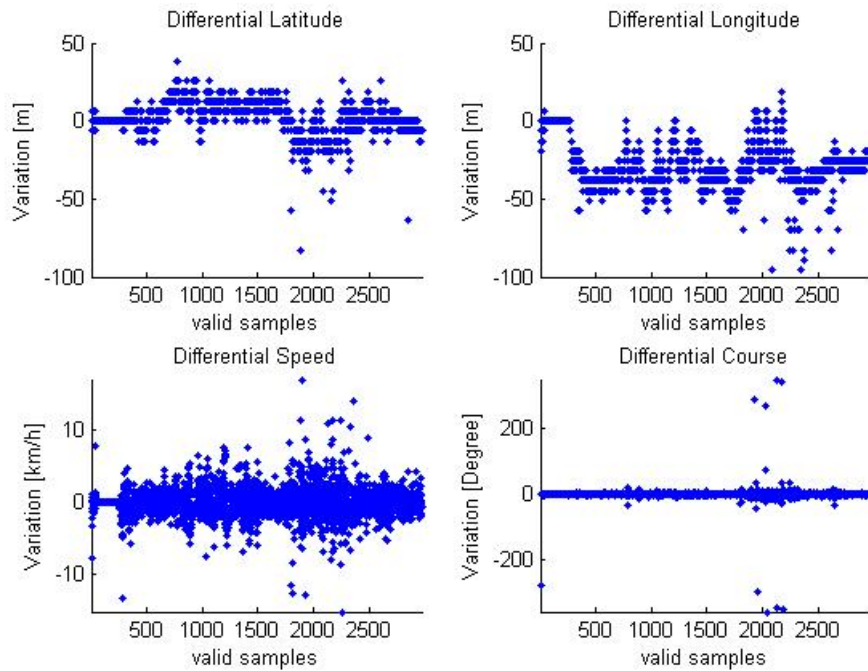 Differential Latitude
Variation [m]
50
0
-50
-100
500 1000 1500 2000 2500
valid samples
Differential Longitude
Variation [m]
50
0
-50
-100
500 1000 1500 2000 2500
valid samples
Differential Speed
Variation [km/h]
10
0
-10
500 1000 1500 2000 2500
valid samples
Differential Course
Variation [Degree]
200
0
-200
500 1000 1500 2000 2500
valid samples